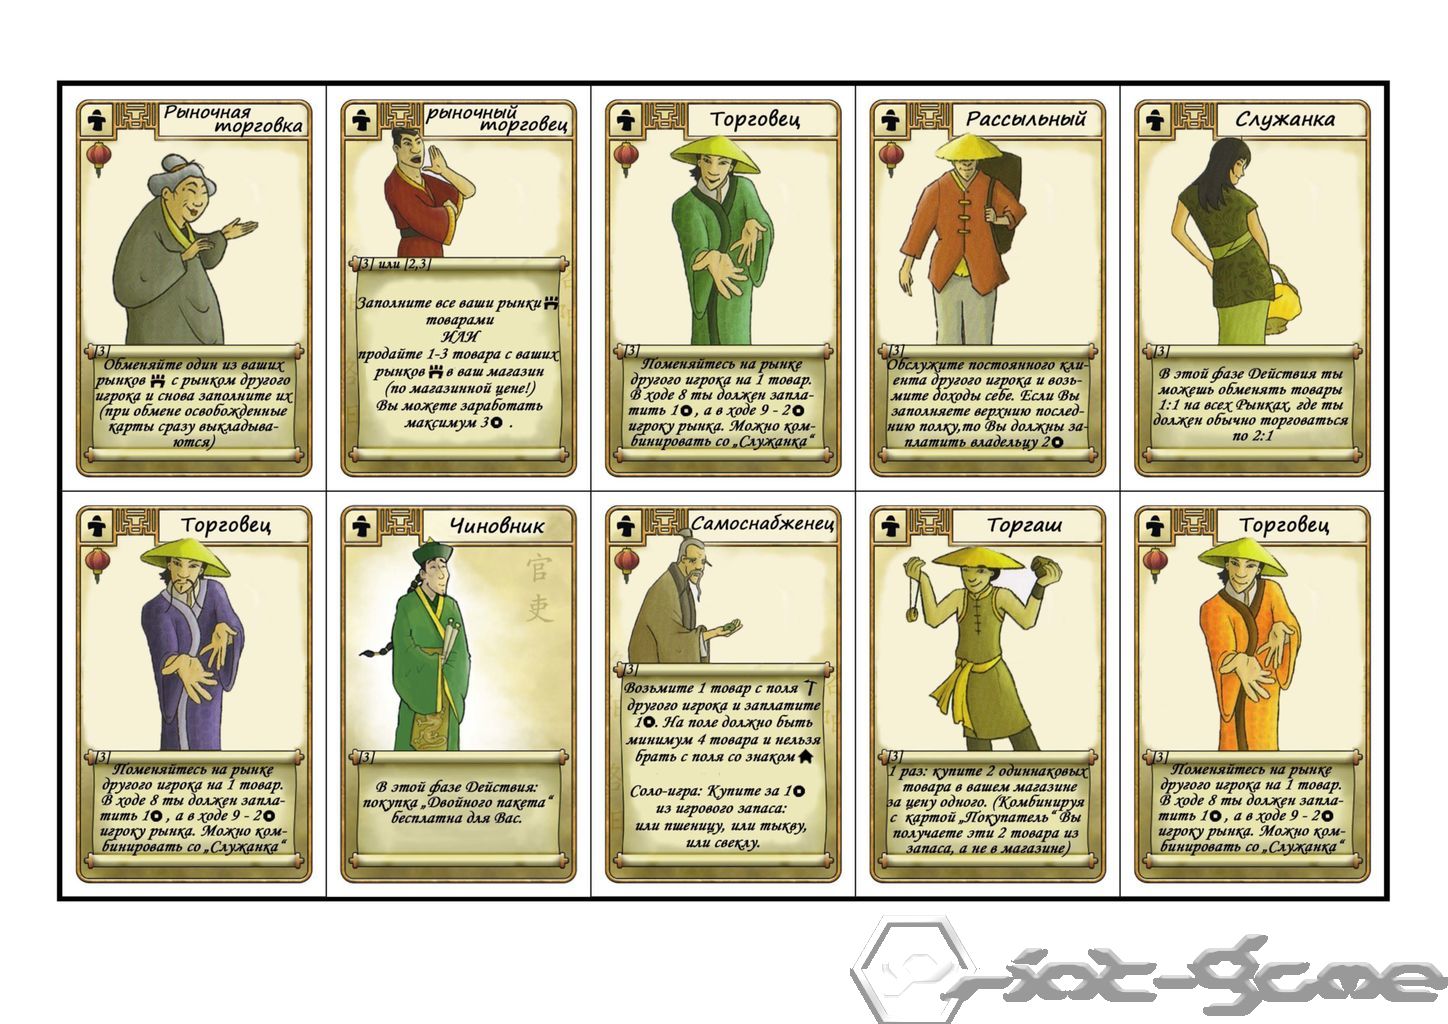 Рыночная
торговка
[3]
Обменяйте один из ваших
рынков с рынком другого
игрока и снова заполните их
(при обмене освобожденные
карты сразу выкладыва-
ются)
рыночный
торговец
[3] или [2,3]
Заполните все ваши рынки
товарами
ИЛИ
продайте 1-3 товара с ваших
рынков в ваш магазин
(по магазинной цене!)
Вы можете заработать
максимум 3 .
Торговец
[3]
Поменяйтесь на рынке
другого игрока на 1 товар.
В ходе 8 ты должен запла-
тить 1 , а в ходе 9 - 2
игроку рынка. Можно ком-
бинировать со „Служанка“
Рассыльный
[3]
Обслужите постоянного кли-
ента другого игрока и возь-
мите доходы себе. Если Вы
заполняете верхнию послед-
нию полку,то Вы должны за-
платить владельцу 2
Служанка
[3]
В этой фазе Действия ты
можешь обменять товары
1:1 на всех Рынках, где ты
должен обычно торговаться
по 2:1
Торговец
[3]
Поменяйтесь на рынке
другого игрока на 1 товар.
В ходе 8 ты должен запла-
тить 1 , а в ходе 9 - 2
игроку рынка. Можно ком-
бинировать со „Служанка“
Чиновник
官
吏
[3]
В этой фазе Действия:
покупка „Двойного пакета“
бесплатна для Вас.
Самоснабженец
[3]
Возьмите 1 товар с поля
другого игрока и заплатите
1 . На поле должно быть
минимум 4 товара и нельзя
брать с поля со знаком
Соло-игра: Купите за 1
из игрового запаса:
или пшеницу, или тыкву,
или свеклу.
Торгаш
[3]
1 раз: купите 2 одинаковых
товара в вашем магазине
за цену одного. (Комбинируя
с картой „Покупатель“ Вы
получаете эти 2 товара из
запаса, а не в магазине)
Торговец
[3]
Поменяйтесь на рынке
другого игрока на 1 товар.
В ходе 8 ты должен запла-
тить 1 , а в ходе 9 - 2
игроку рынка. Можно ком-
бинировать со „Служанка“